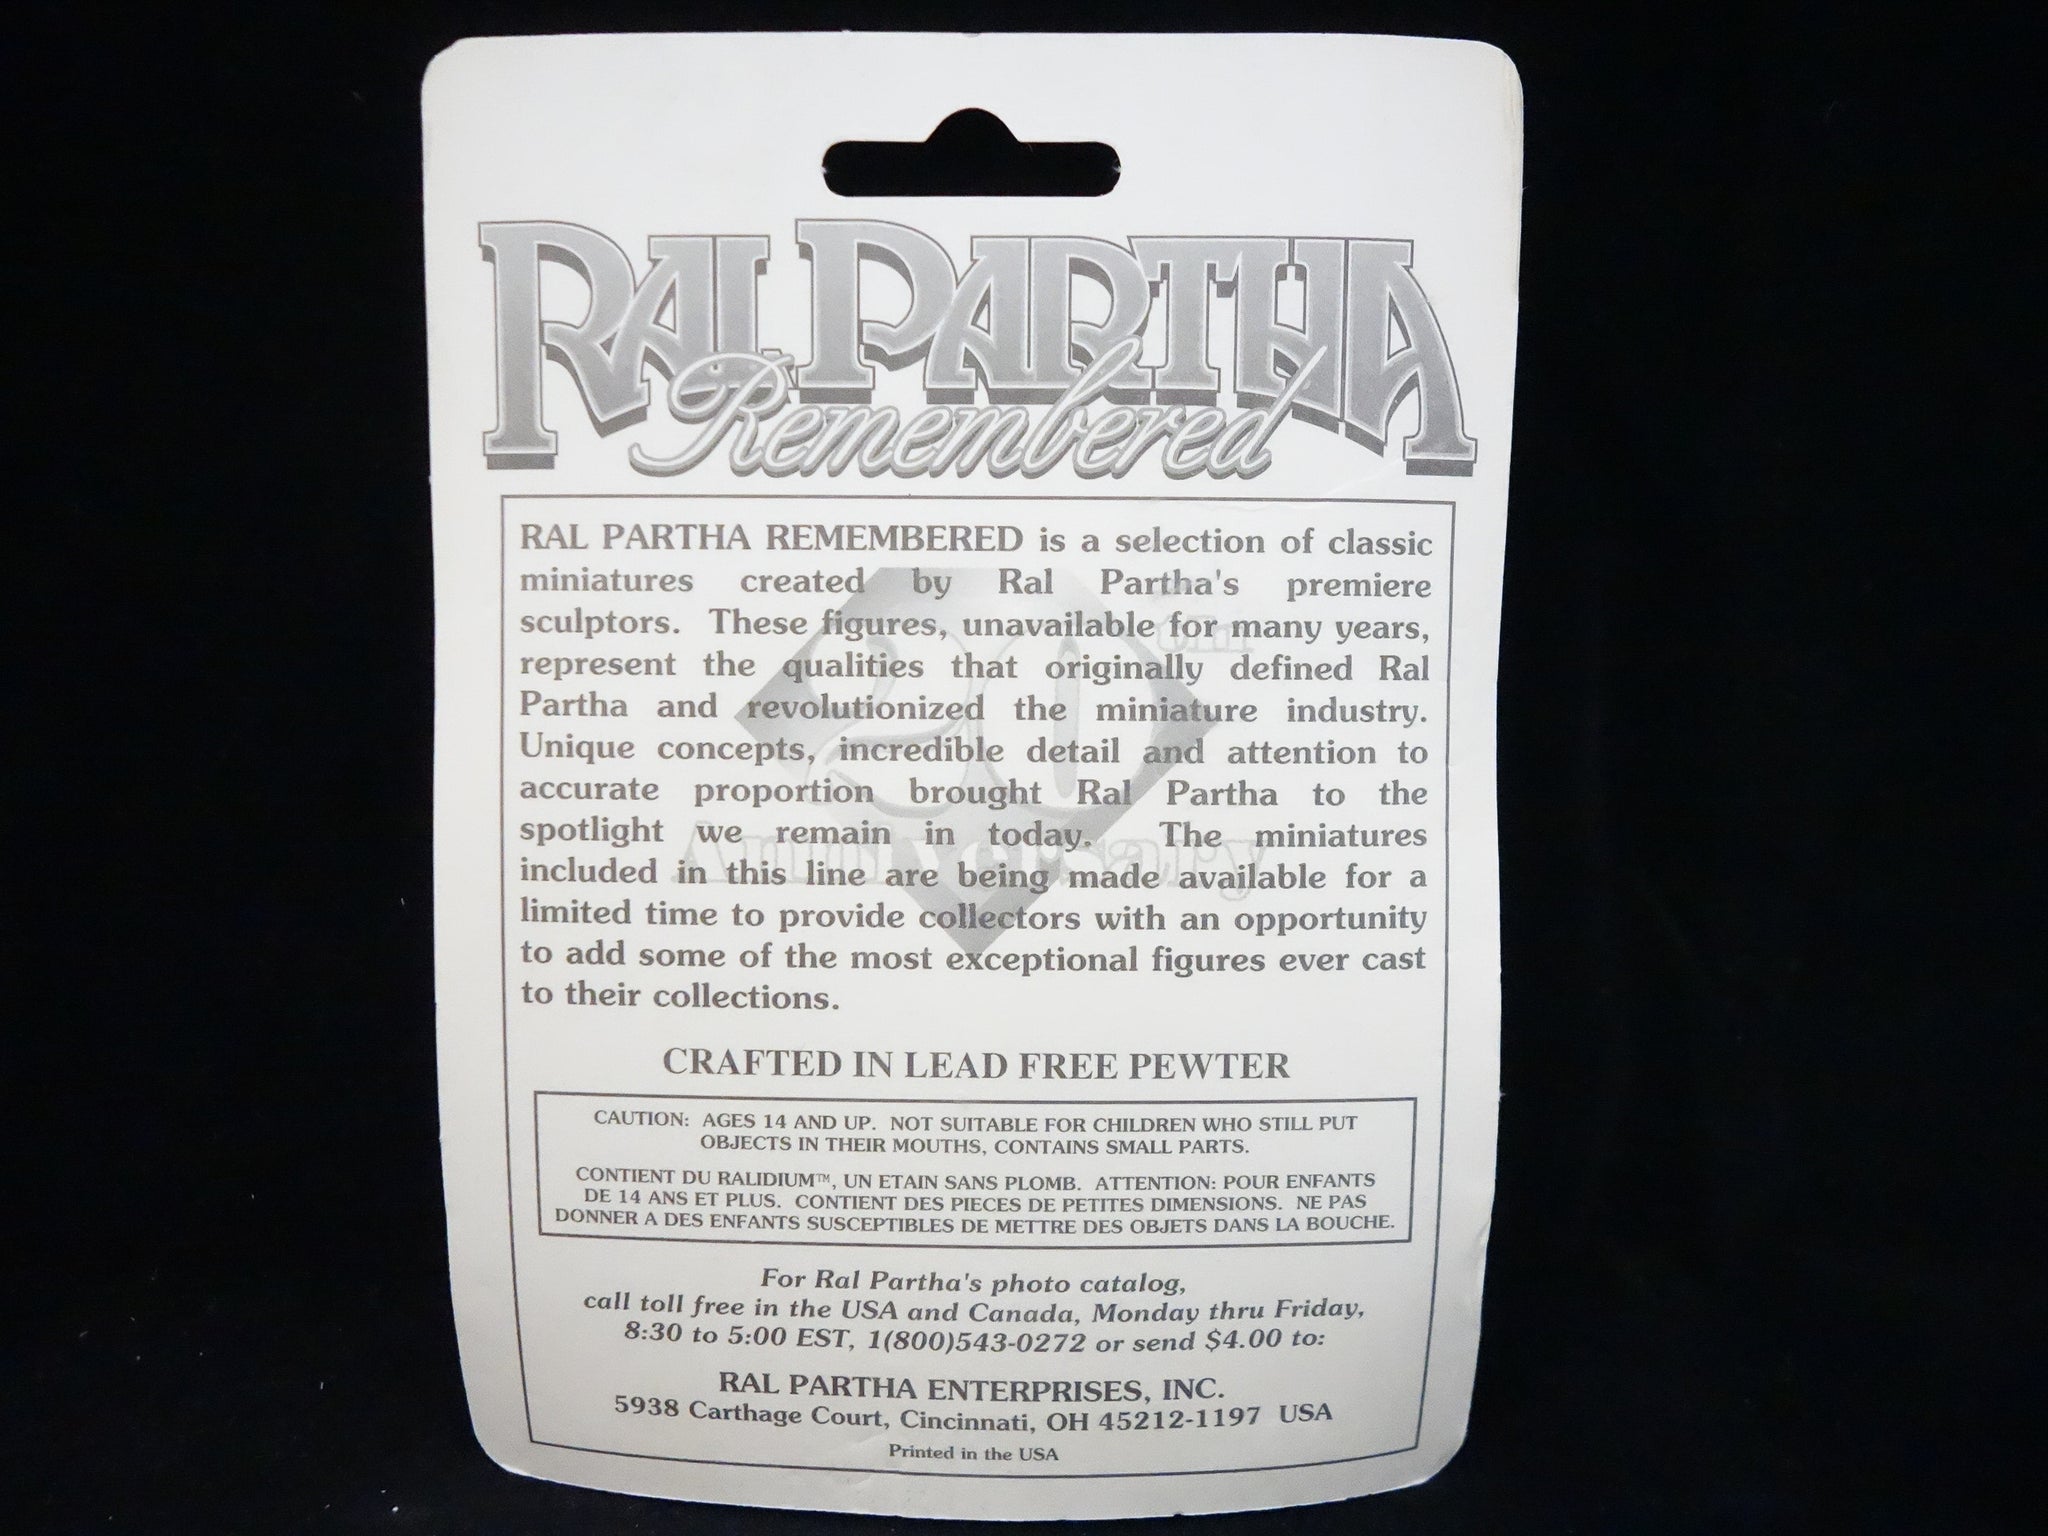 RAL PARTHA
Remembered
RAL PARTHA REMEMBERED is a selection of classic
miniatures created by Ral Partha's premiere
sculptors. These figures, unavailable for many years,
represent the qualities that originally defined Ral
Partha and revolutionized the miniature industry.
Unique concepts, incredible detail and attention to
accurate proportion brought Ral Partha to the
spotlight we remain in today. The miniatures
included in this line are being made available for a
limited time to provide collectors with an opportunity
to add some of the most exceptional figures ever cast
to their collections.
20th
Anniversary
CRAFTED IN LEAD FREE PEWTER
CAUTION: AGES 14 AND UP. NOT SUITABLE FOR CHILDREN WHO STILL PUT
OBJECTS IN THEIR MOUTHS, CONTAINS SMALL PARTS.
CONTIENT DU RALIDIUM™, UN ETAIN SANS PLOMB. ATTENTION: POUR ENFANTS
DE 14 ANS ET PLUS. CONTIENT DES PIECES DE PETITES DIMENSIONS. NE PAS
DONNER A DES ENFANTS SUSCEPTIBLES DE METTRE DES OBJETS DANS LA BOUCHE.
For Ral Partha's photo catalog,
call toll free in the USA and Canada, Monday thru Friday,
8:30 to 5:00 EST, 1(800)543-0272 or send $4.00 to:
RAL PARTHA ENTERPRISES, INC.
5938 Carthage Court, Cincinnati, OH 45212-1197 USA
Printed in the USA